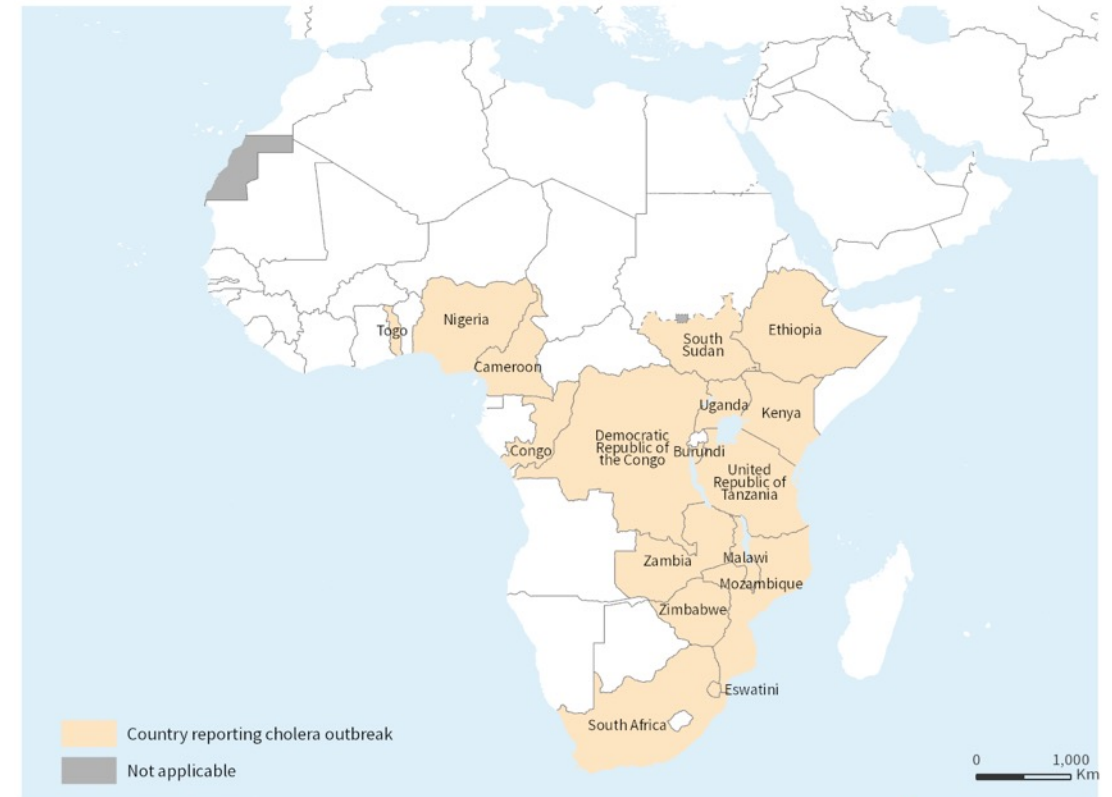 Togo
Nigeria
Cameroon
South
Sudan
Ethiopia
Uganda
Kenya
Congo
Democratic
Republic of
the Congo
Burundi
United
Republic of
Tanzania
Zambia
Malawi
Mozambique
Zimbabwe
Eswatini
South Africa
Country reporting cholera outbreak
Not applicable
0 1,000
Km